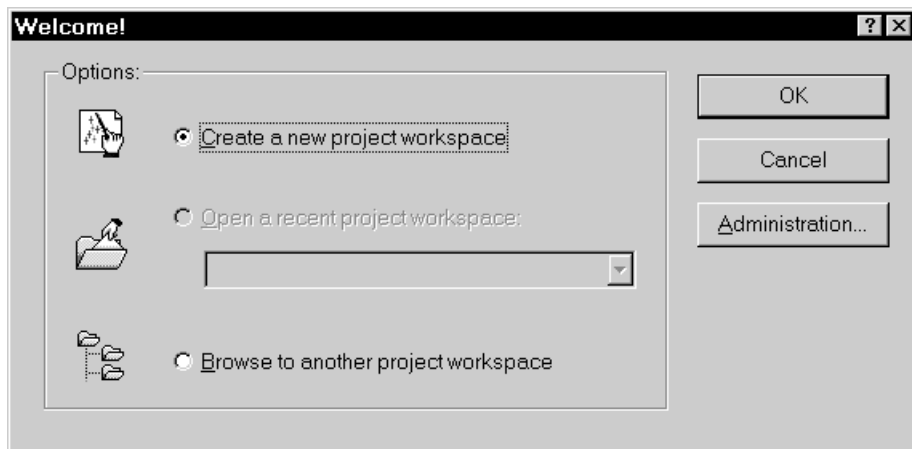 Welcome!
Options:
Create a new project workspace
Open a recent project workspace:
Browse to another project workspace
OK
Cancel
Administration...